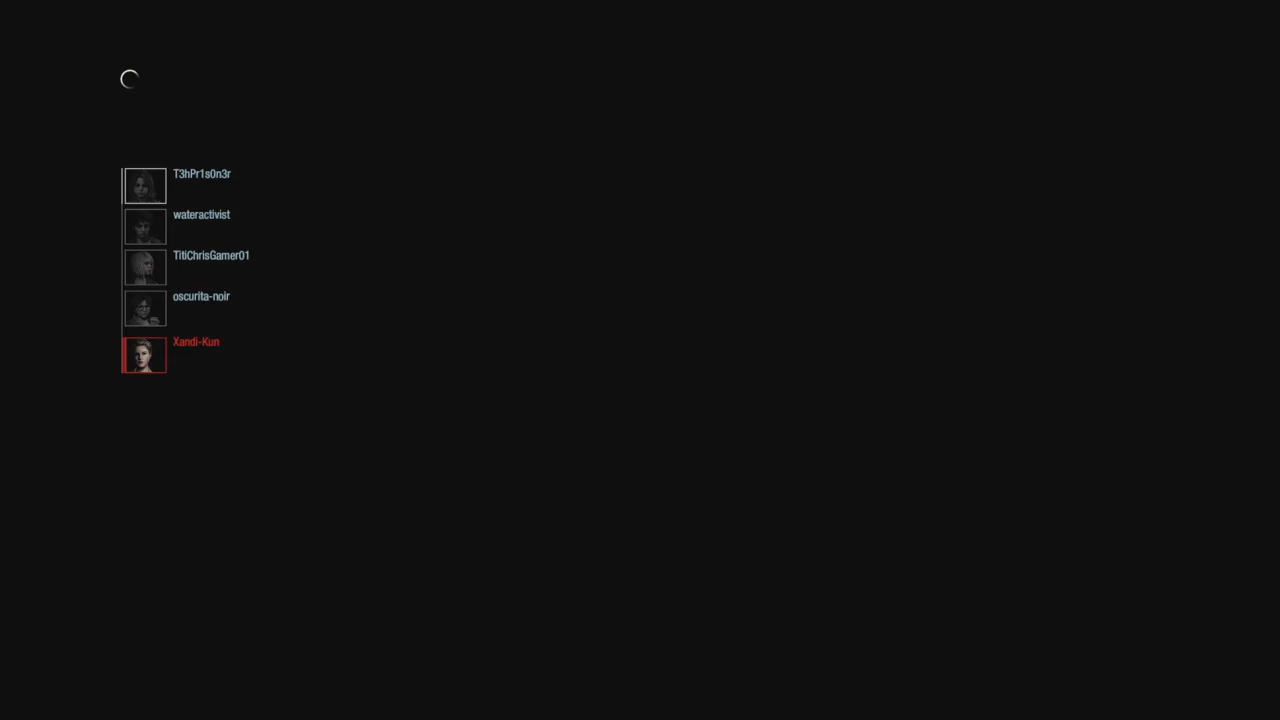 T3hPr1s0n3r
wateractivist
TitiChrisGamer01
oscurita-noir
Xandi-Kun